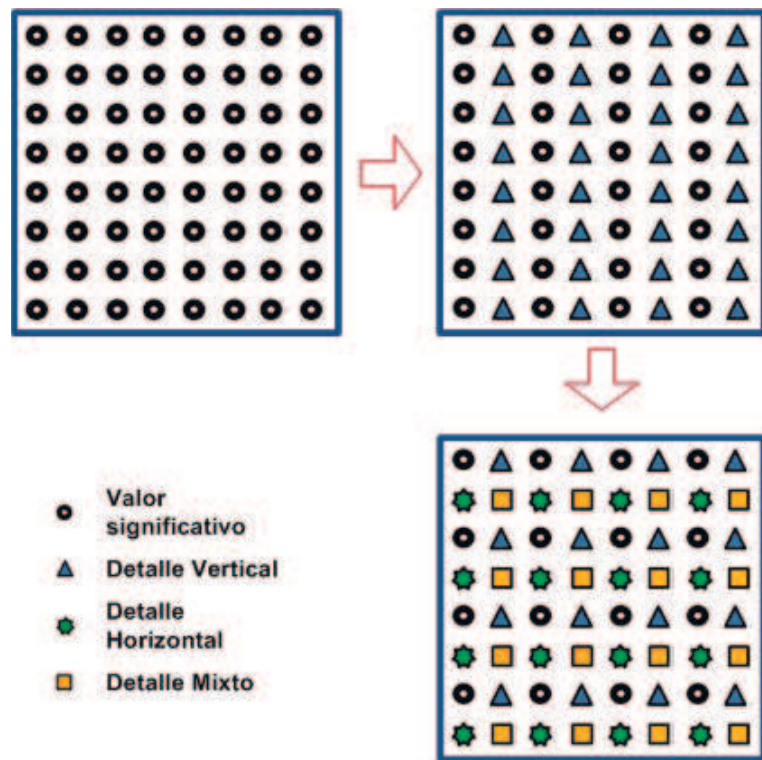 Valor
significativo
Detalle Vertical
Detalle
Horizontal
Detalle Mixto